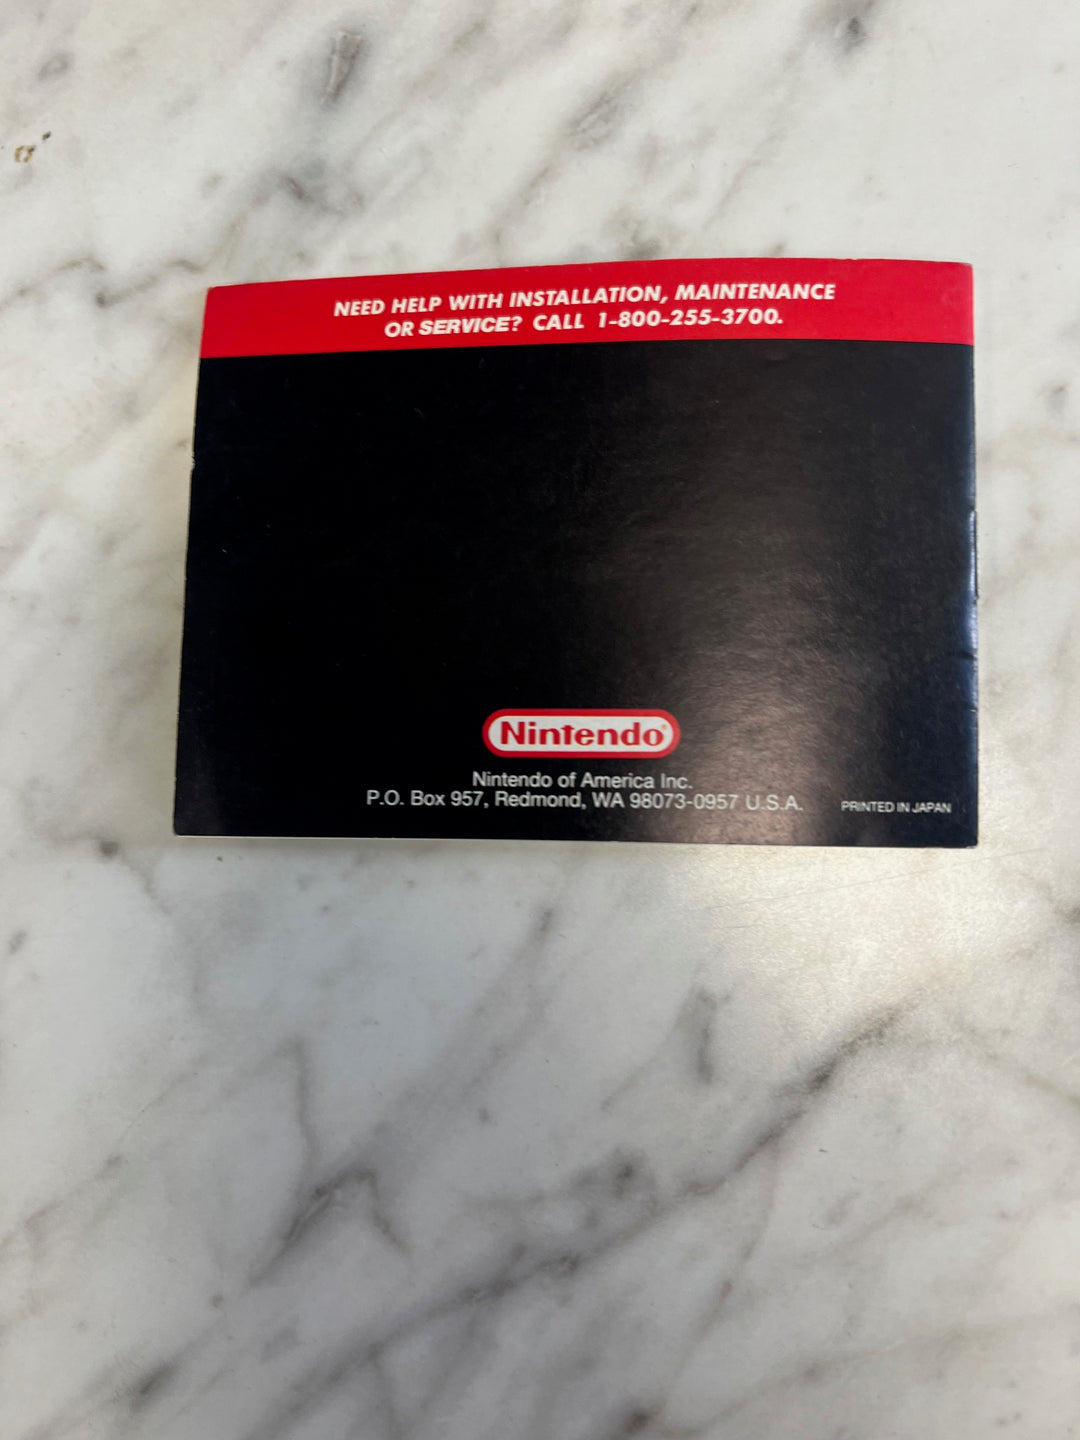 NEED HELP WITH INSTALLATION, MAINTENANCE
OR SERVICE? CALL 1-800-255-3700.
Nintendo®
Nintendo of America Inc.
P.O. Box 957, Redmond, WA 98073-0957 U.S.A.
PRINTED IN JAPAN